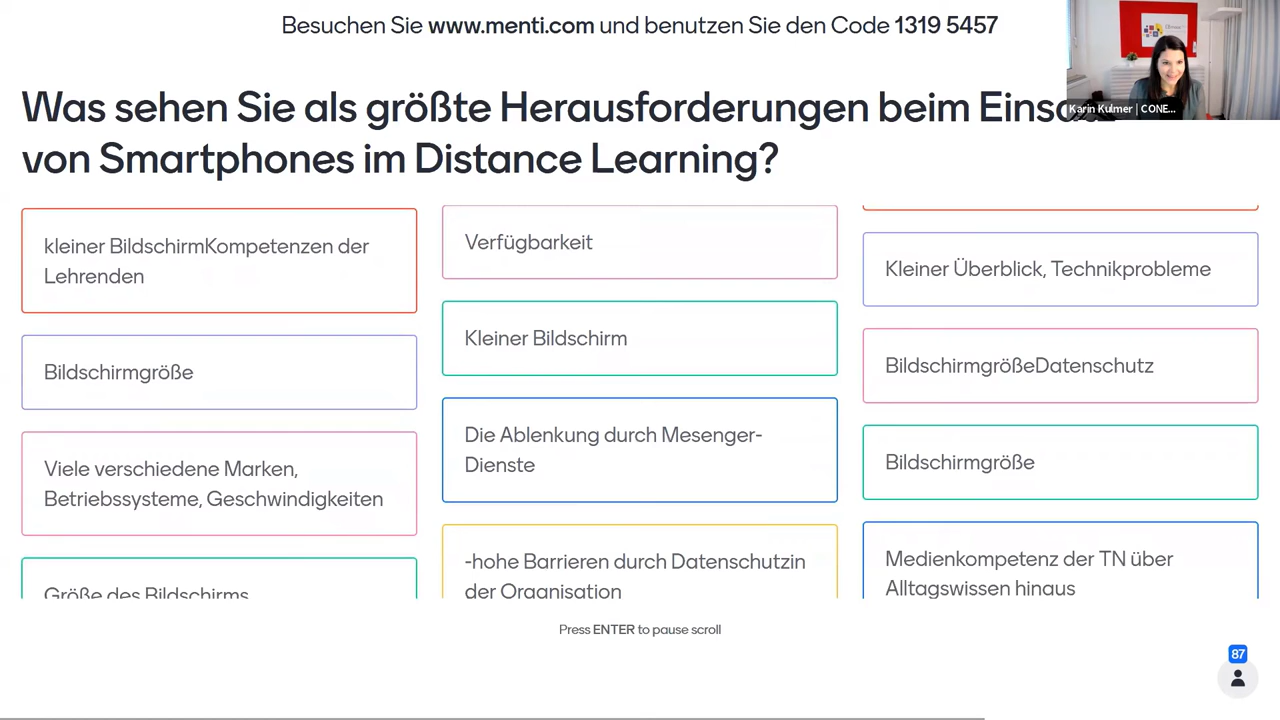 Besuchen Sie www.menti.com und benutzen Sie den Code 1319 5457
Karin Kulmer | CONE...
Was sehen Sie als größte Herausforderungen beim Einsatz
von Smartphones im Distance Learning?
kleiner BildschirmKompetenzen der
Lehrenden
Bildschirmgröße
Viele verschiedene Marken,
Betriebssysteme, Geschwindigkeiten
Größe des Bildschirms
Verfügbarkeit
Kleiner Bildschirm
Die Ablenkung durch Mesenger-
Dienste
-hohe Barrieren durch Datenschutzin
der Organisation
Kleiner Überblick, Technikprobleme
BildschirmgrößeDatenschutz
Bildschirmgröße
Medienkompetenz der TN über
Alltagswissen hinaus
Press ENTER to pause scroll
87